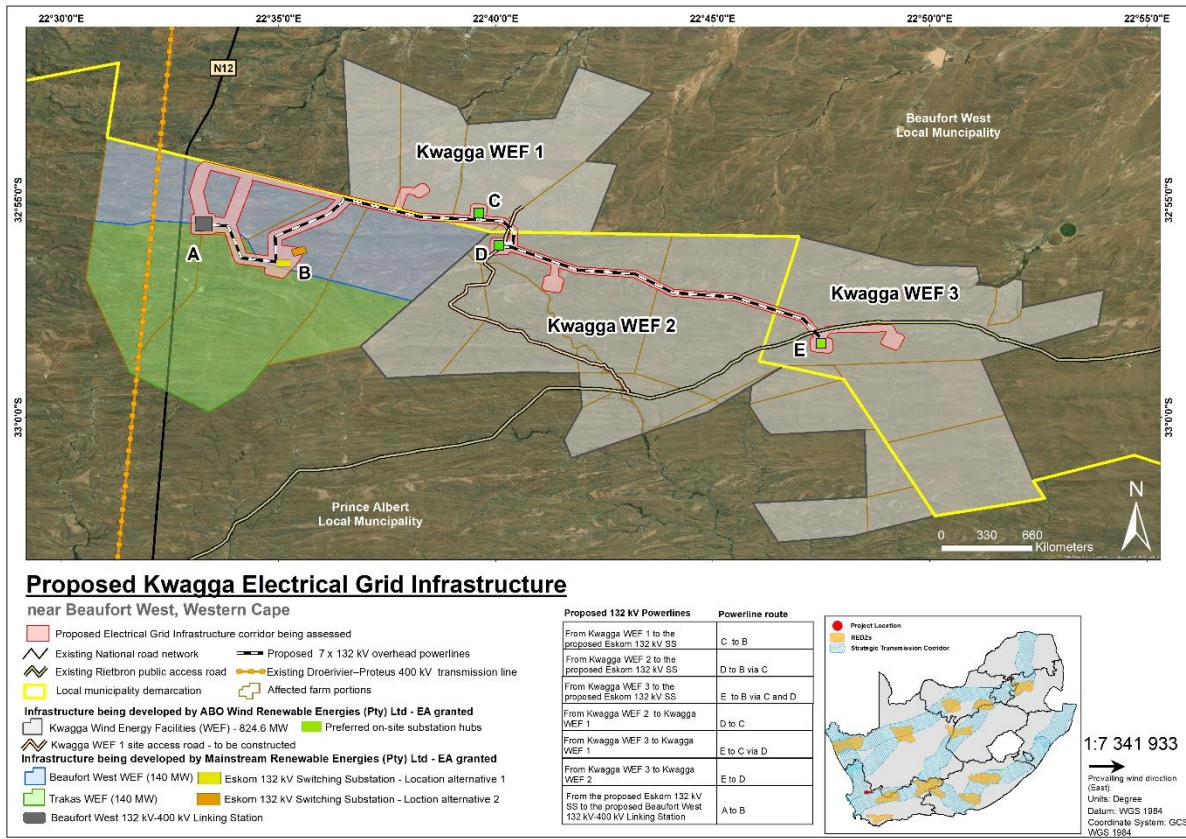 22°30'0"E
22°35'0"E
22°40'0"E
22°45'0"E
22°50'0"E
22°55'0"E
N12
Beaufort West
Local Muncipality
Kwagga WEF 1
32°55'0"S
32°55'0"S
C
A
D
B
Kwagga WEF 3
Kwagga WEF 2
E
33°0'0"S
33°0'0"S
Prince Albert
Local Muncipality
N
0 330 660
Kilometers
Proposed Kwagga Electrical Grid Infrastructure
near Beaufort West, Western Cape
Proposed Electrical Grid Infrastructure corridor being assessed
Existing National road network
Proposed 7 x 132 kV overhead powerlines
Existing Rietbron public access road
Existing Droërivier–Proteus 400 kV transmission line
Local municipality demarcation
Affected farm portions
Infrastructure being developed by ABO Wind Renewable Energies (Pty) Ltd - EA granted
Kwagga Wind Energy Facilities (WEF) - 824.6 MW
Preferred on-site substation hubs
Kwagga WEF 1 site access road - to be constructed
Infrastructure being developed by Mainstream Renewable Energies (Pty) Ltd - EA granted
Beaufort West WEF (140 MW)
Eskom 132 kV Switching Substation - Location alternative 1
Trakas WEF (140 MW)
Eskom 132 kV Switching Substation - Loction alternative 2
Beaufort West 132 kV-400 kV Linking Station
Proposed 132 kV Powerlines
Powerline route
From Kwagga WEF 1 to the
proposed Eskom 132 kV SS
C to B
From Kwagga WEF 2 to the
proposed Eskom 132 kV SS
D to B via C
From Kwagga WEF 3 to the
proposed Eskom 132 kV SS
E to B via C and D
From Kwagga WEF 2 to Kwagga
WEF 1
D to C
From Kwagga WEF 3 to Kwagga
WEF 1
E to C via D
From Kwagga WEF 3 to Kwagga
WEF 2
E to D
From the proposed Eskom 132 kV
SS to the proposed Beaufort West
132 kV-400 kV Linking Station
A to B
Project Location
REDZs
Strategic Transmission Corridor
1:7 341 933
Prevailing wind direction
(East)
Units: Degree
Datum: WGS 1984
Coordinate System: GCS
WGS 1984